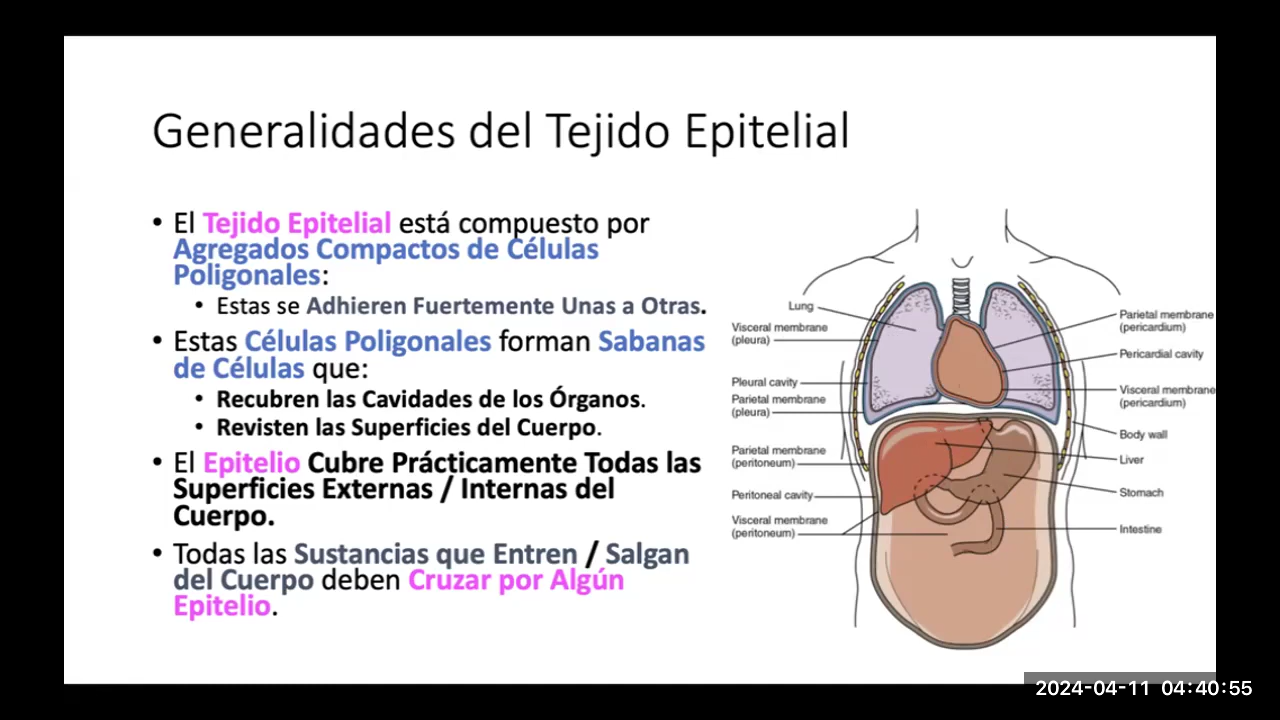 Generalidades del Tejido Epitelial
• El Tejido Epitelial está compuesto por
Agregados Compactos de Células
Poligonales:
• Estas se Adhieren Fuertemente Unas a Otras.
• Estas Células Poligonales forman Sabanas
de Células que:
• Recubren las Cavidades de los Órganos.
• Revisten las Superficies del Cuerpo.
• El Epitelio Cubre Prácticamente Todas las
Superficies Externas / Internas del
Cuerpo.
• Todas las Sustancias que Entren / Salgan
del Cuerpo deben Cruzar por Algún
Epitelio.
Lung
Visceral membrane
(pleura)
Pleural cavity
Parietal membrane
(pleura)
Parietal membrane
(peritoneum)
Peritoneal cavity
Visceral membrane
(peritoneum)
Parietal membrane
(pericardium)
Pericardial cavity
Visceral membrane
(pericardium)
Body wall
Liver
Stomach
Intestine
2024-04-11 04:40:55